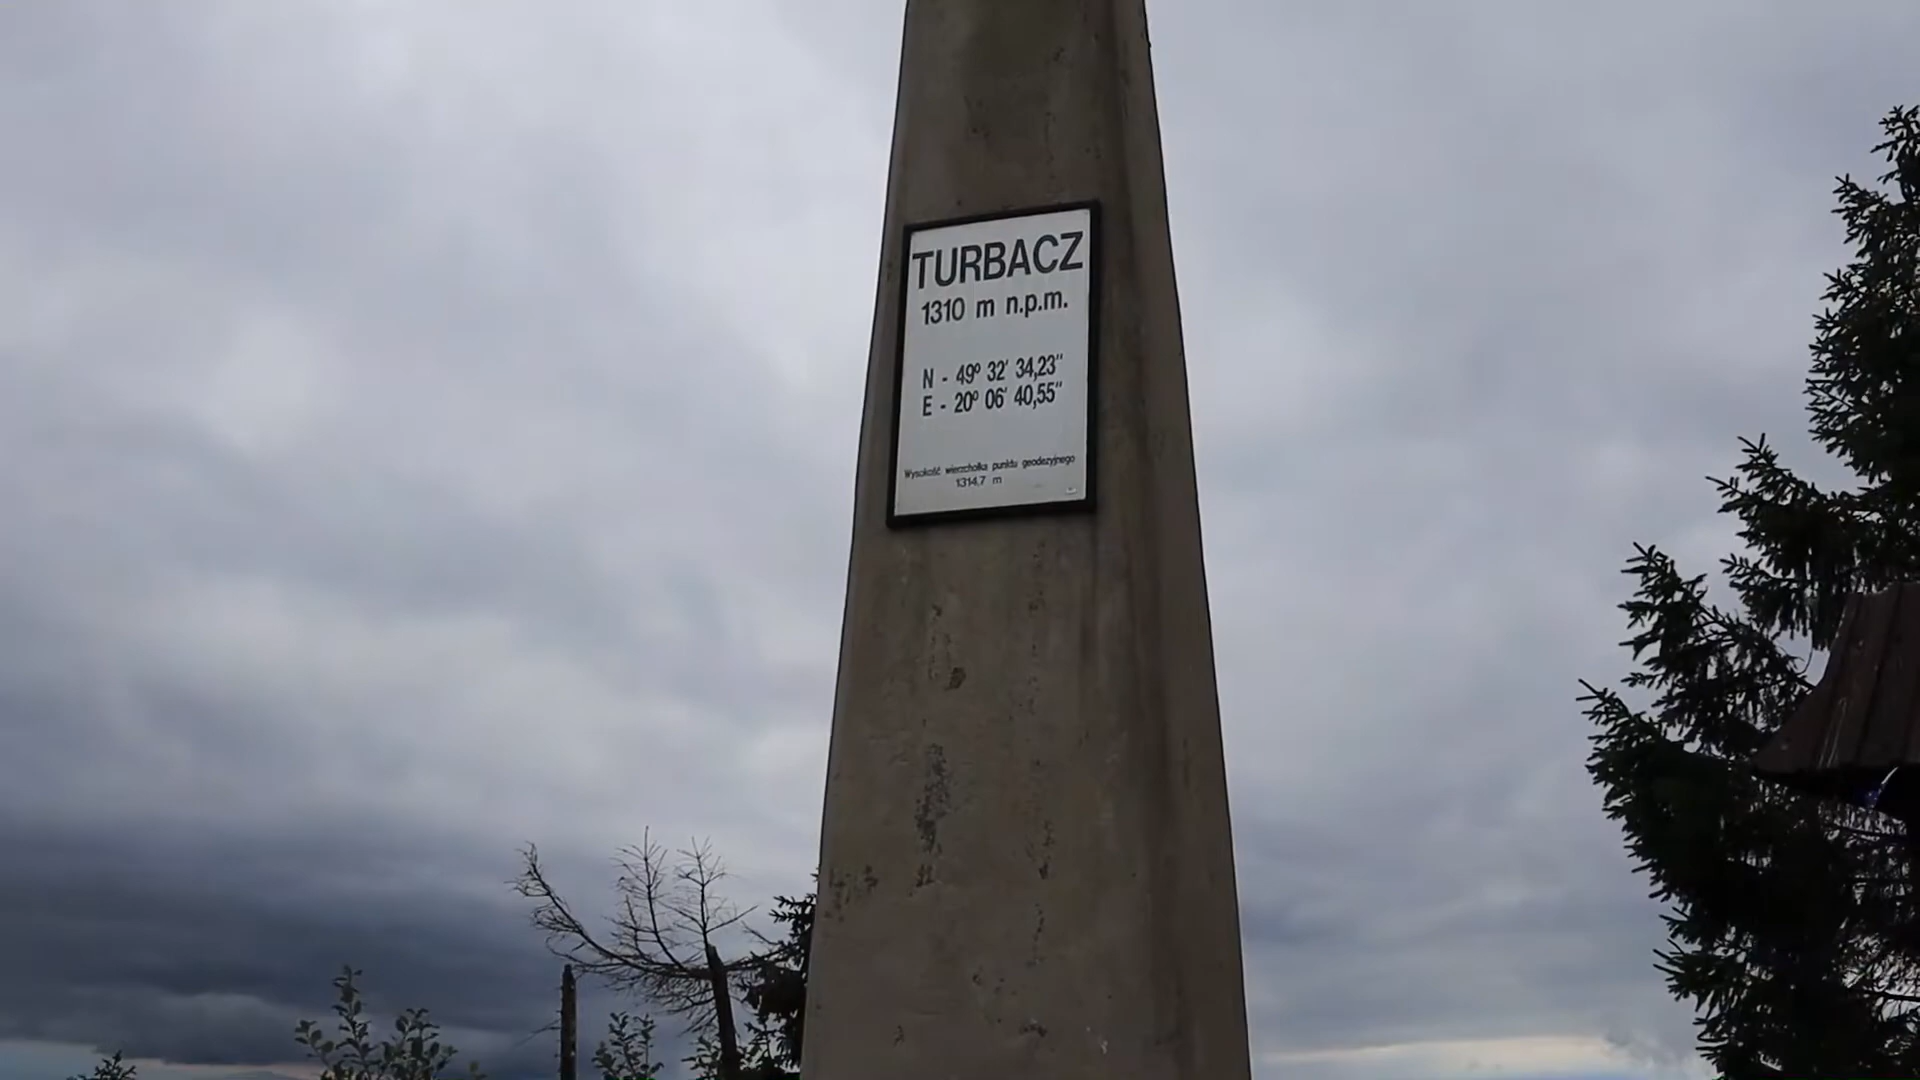 TURBACZ
1310 m n.p.m.
N - 49º 32' 34,23"
E - 20º 06' 40,55"
Wysokość wierzchołka punktu geodezyjnego
1314,7 m